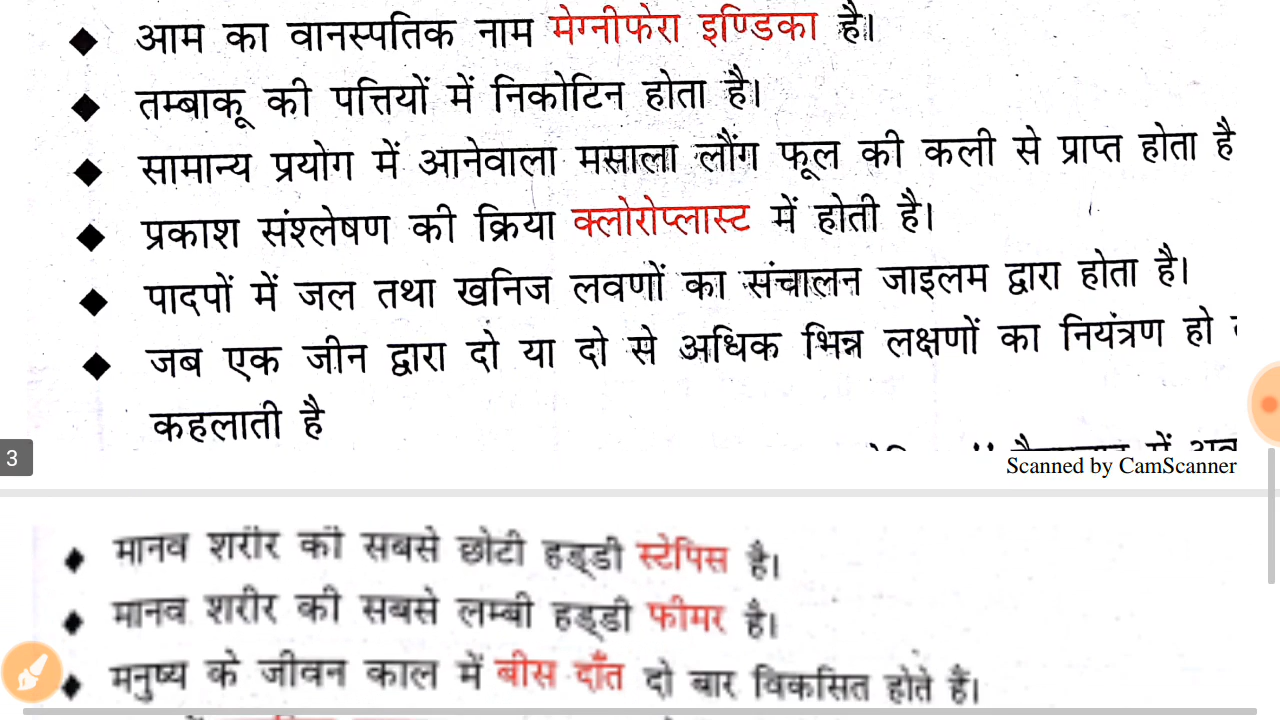 ◆ आम का वानस्पतिक नाम मेग्नीफेरा इण्डिका है।
◆ तम्बाकू की पत्तियों में निकोटिन होता है।
◆ सामान्य प्रयोग में आनेवाला मसाला लौंग फूल की कली से प्राप्त होता है
◆ प्रकाश संश्लेषण की क्रिया क्लोरोप्लास्ट में होती है।
◆ पादपों में जल तथा खनिज लवणों का संचालन जाइलम द्वारा होता है।
◆ जब एक जीन द्वारा दो या दो से अधिक भिन्न लक्षणों का नियंत्रण हो
कहलाती है
3
Scanned by CamScanner
◆ मानव शरीर की सबसे छोटी हड्डी स्टेपिस है।
◆ मानव शरीर की सबसे लम्बी हड्डी फीमर है।
◆ मनुष्य के जीवन काल में बीस दाँत दो बार विकसित होते हैं।